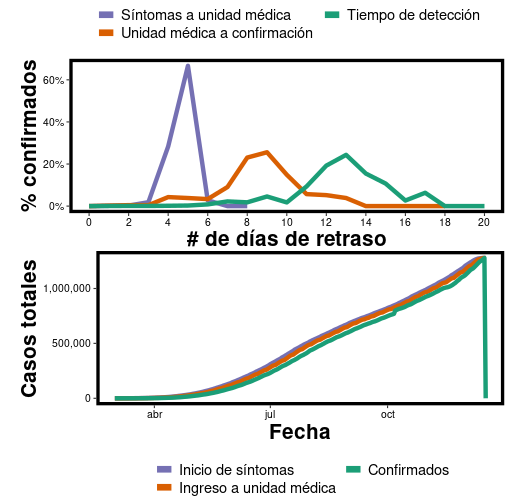 Síntomas a unidad médica
Tiempo de detección
Unidad médica a confirmación
% confirmados
60%
40%
20%
0%
0 2 4 6 8 10 12 14 16 18 20
# de días de retraso
Casos totales
1,000,000
500,000
0
abr jul oct
Fecha
Inicio de síntomas
Confirmados
Ingreso a unidad médica